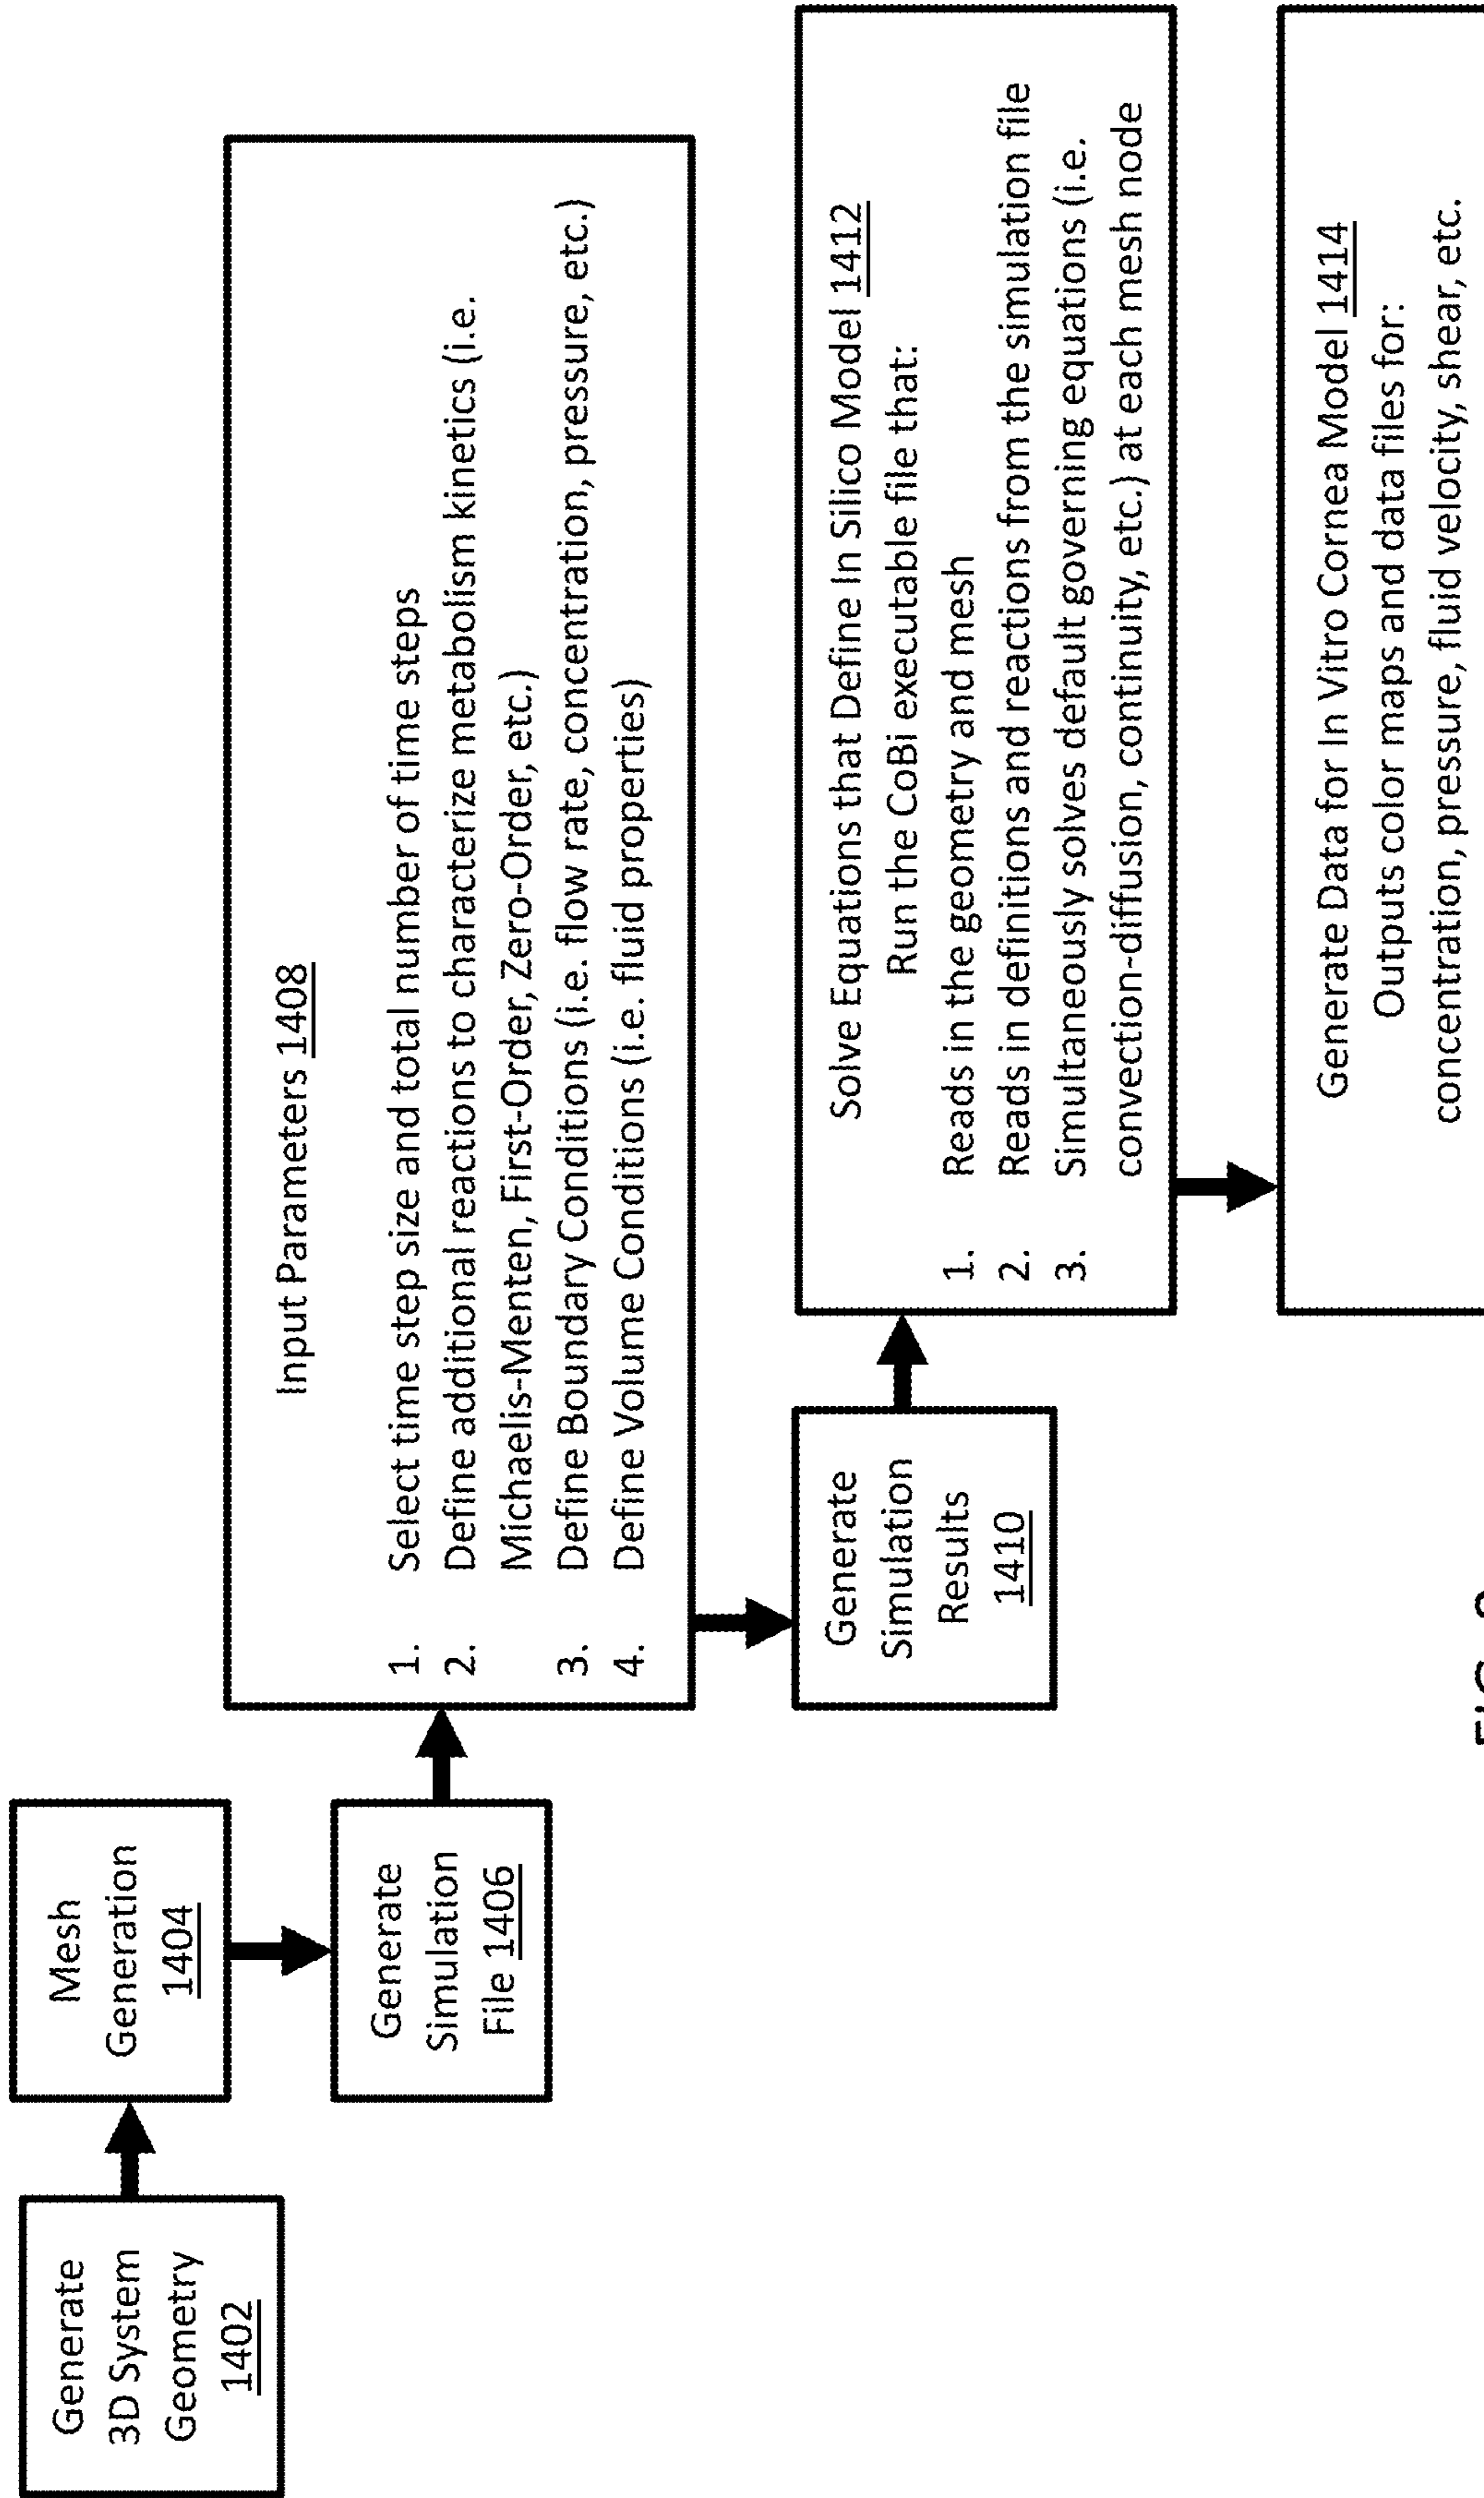 Generate
3D System
Geometry
1402
Mesh
Generation
1404
Generate
Simulation
File 1406
Input Parameters 1408
1. Select time step size and total number of time steps
2. Define additional reactions to characterize metabolism kinetics (i.e.
Michaelis-Menten, First-Order, Zero-Order, etc.)
3. Define Boundary Conditions (i.e. flow rate, concentration, pressure, etc.)
4. Define Volume Conditions (i.e. fluid properties)
Generate
Simulation
Results
1410
Solve Equations that Define In Silico Model 1412
Run the CoBi executable file that:
1. Reads in the geometry and mesh
2. Reads in definitions and reactions from the simulation file
3. Simultaneously solves default governing equations (i.e.
convection-diffusion, continuity, etc.) at each mesh node
Generate Data for In Vitro Cornea Model 1414
Outputs color maps and data files for:
concentration, pressure, fluid velocity, shear, etc.
FIG.